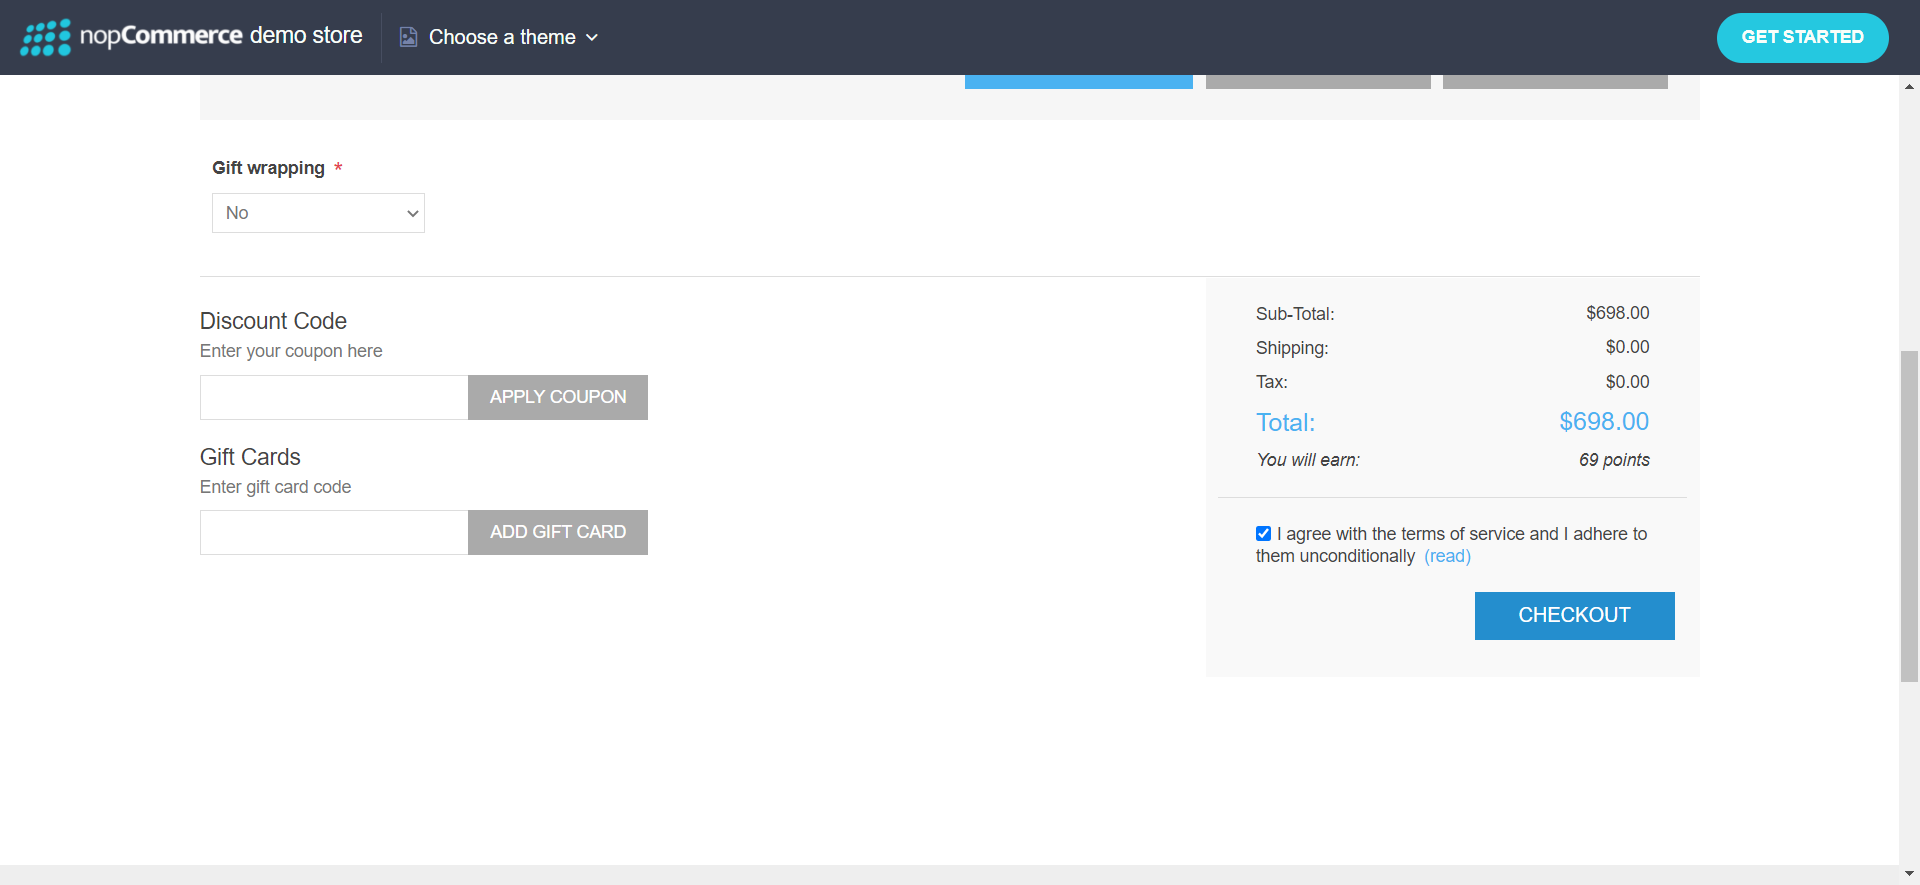 nopCommerce demo store
Choose a theme
GET STARTED
Gift wrapping *
No
Discount Code
Enter your coupon here
APPLY COUPON
Gift Cards
Enter gift card code
ADD GIFT CARD
Sub-Total: $698.00
Shipping: $0.00
Tax: $0.00
Total: $698.00
You will earn: 69 points
I agree with the terms of service and I adhere to
them unconditionally (read)
CHECKOUT